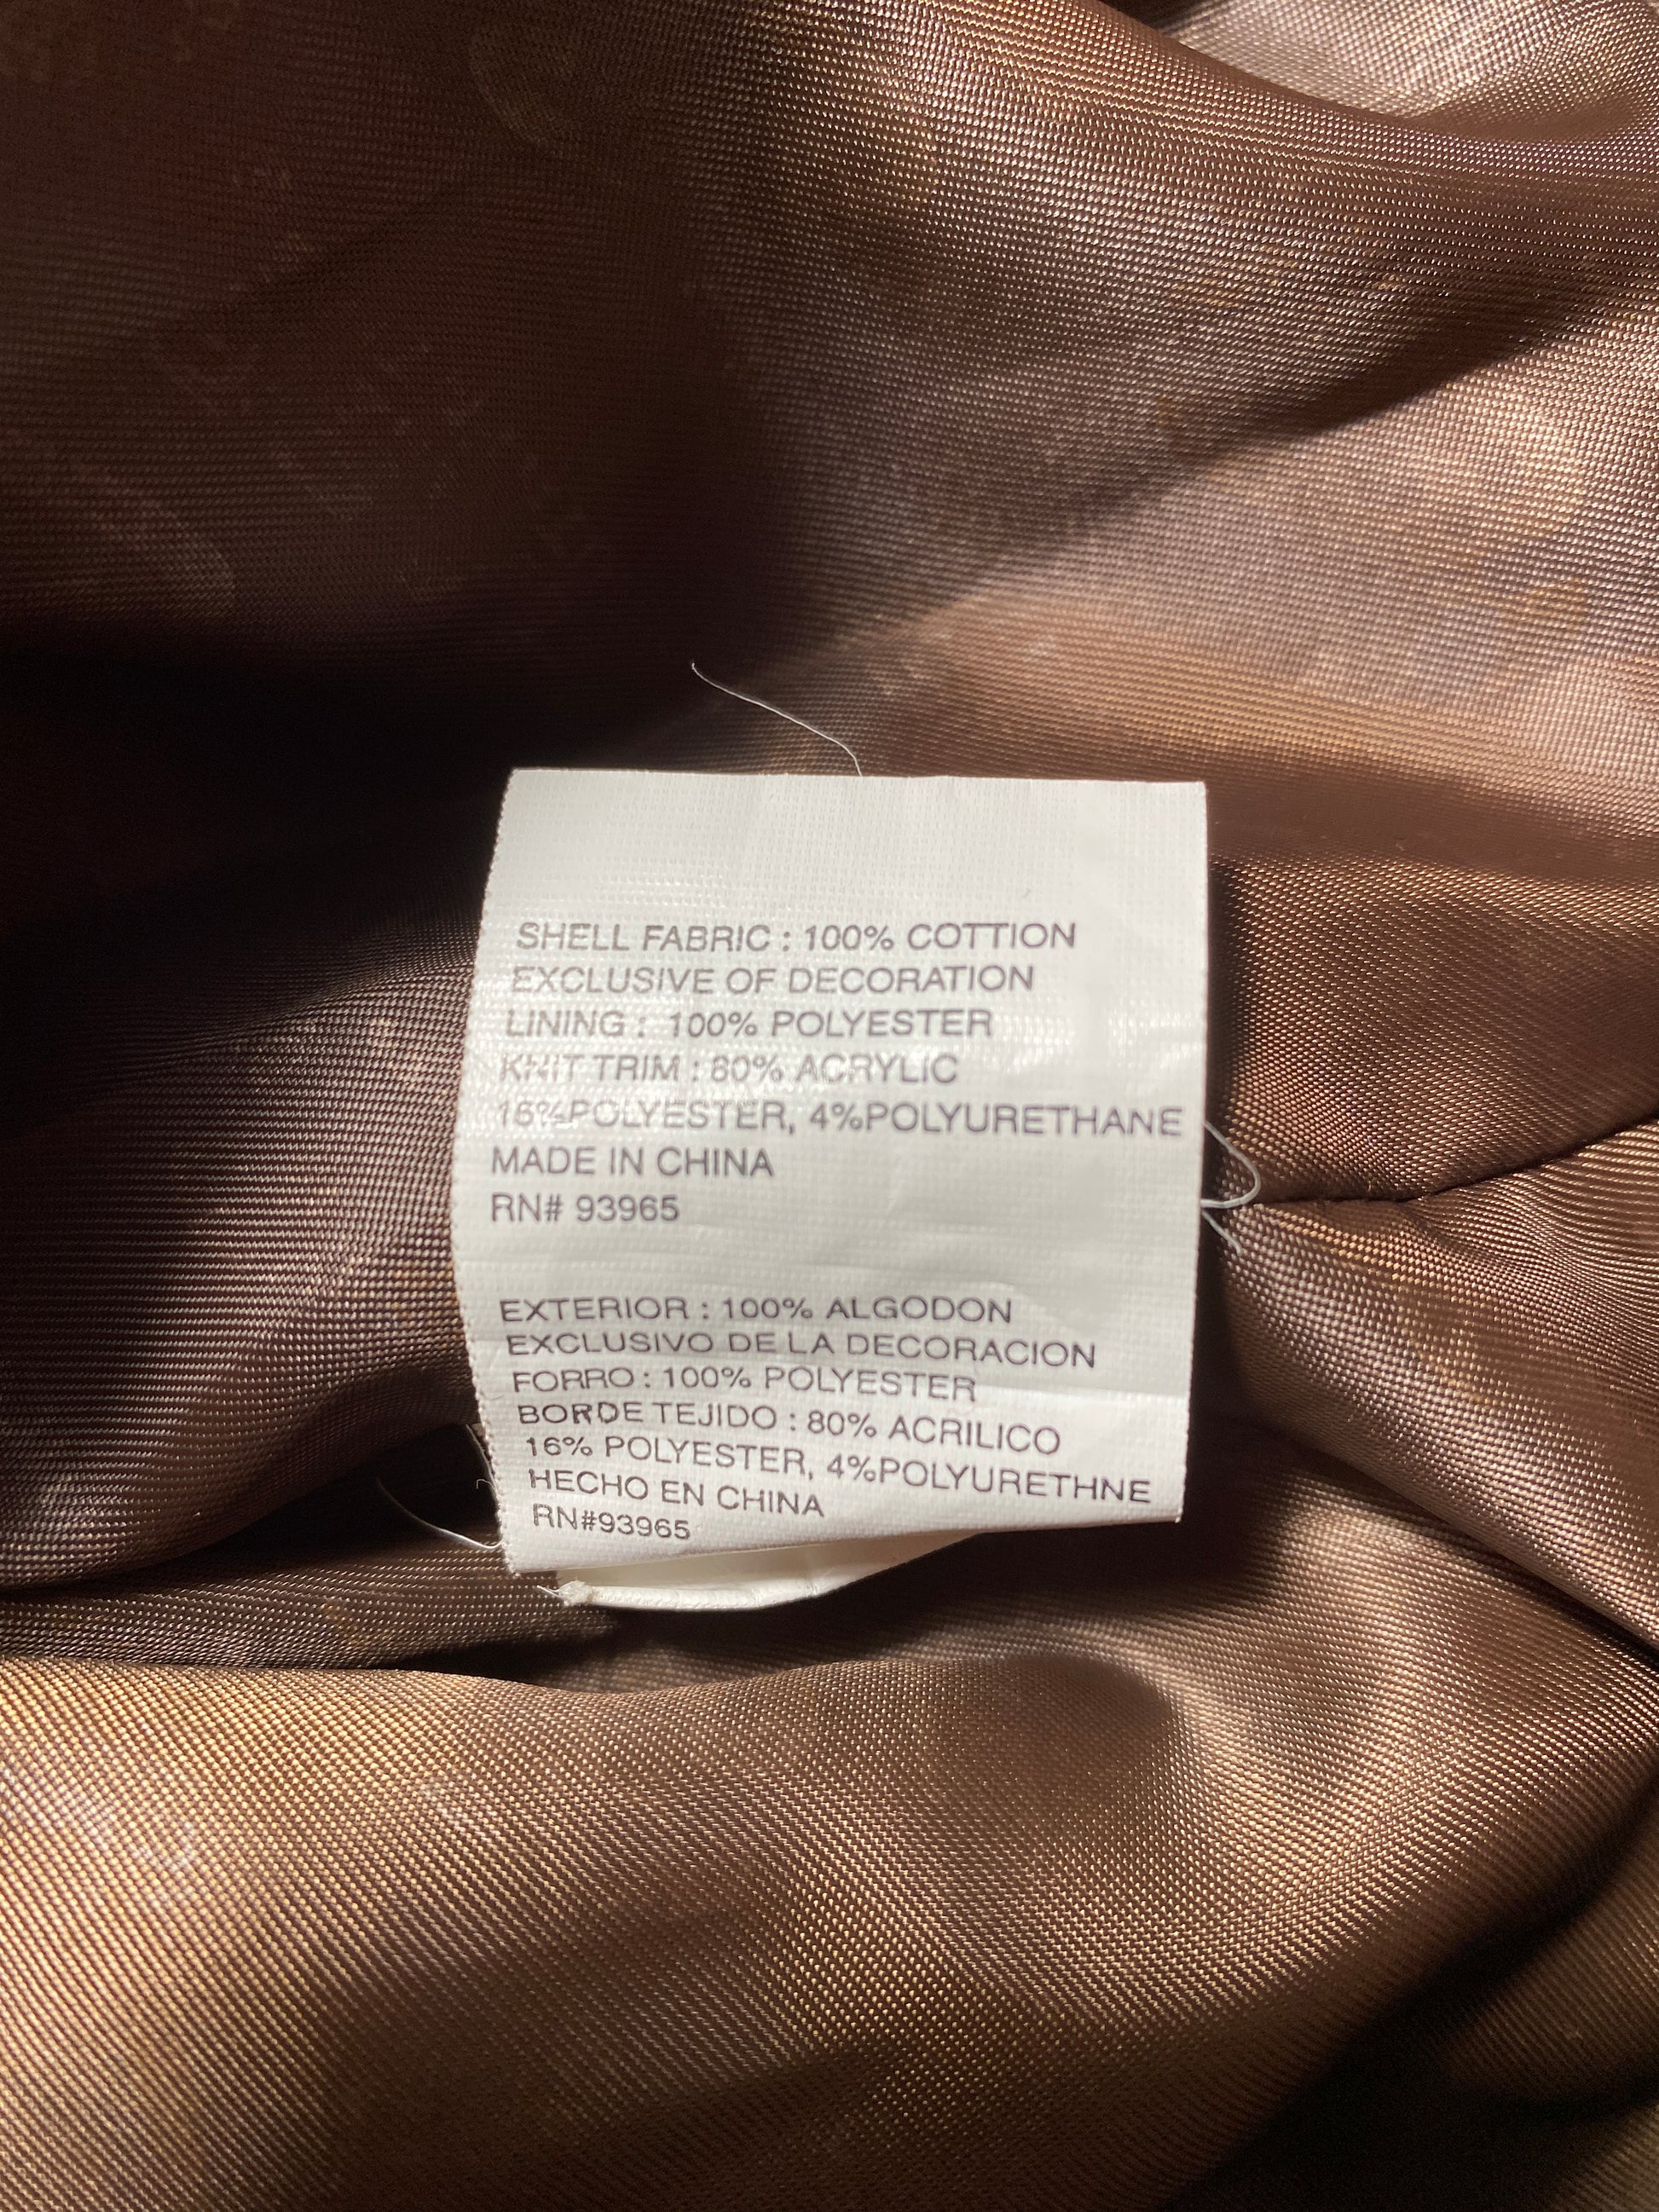 SHELL FABRIC : 100% COTTION
EXCLUSIVE OF DECORATION
LINING : 100% POLYESTER
KNIT TRIM : 80% ACRYLIC
16%POLYESTER, 4%POLYURETHANE
MADE IN CHINA
RN# 93965
EXTERIOR : 100% ALGODON
EXCLUSIVO DE LA DECORACION
FORRO : 100% POLYESTER
BORDE TEJIDO : 80% ACRILICO
16% POLYESTER, 4%POLYURETHNE
HECHO EN CHINA
RN#93965